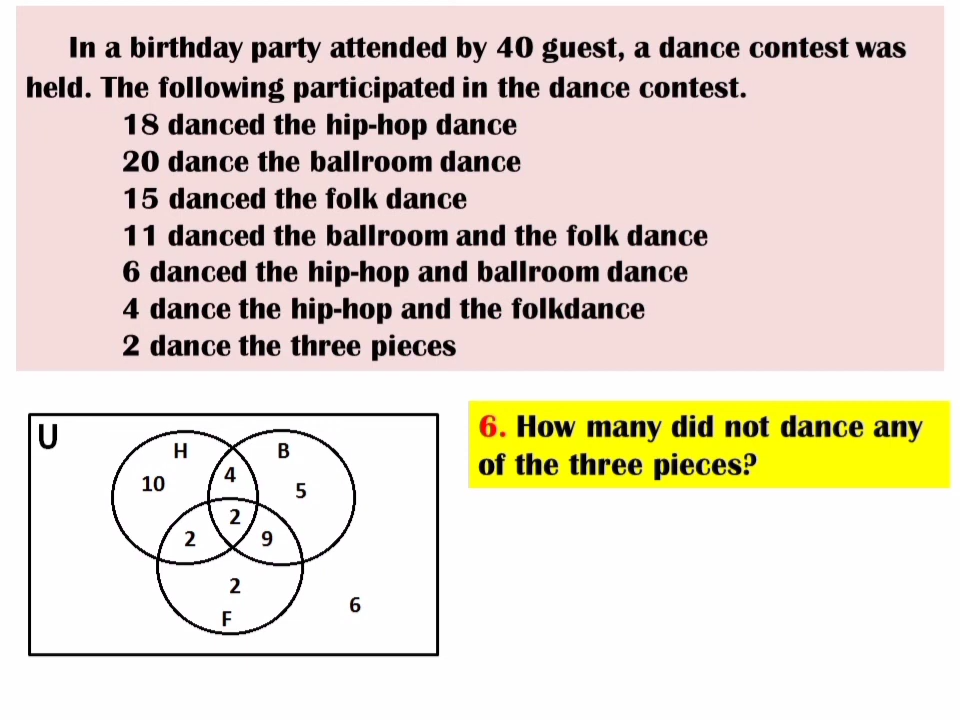 In a birthday party attended by 40 guest, a dance contest was
held. The following participated in the dance contest.
18 danced the hip-hop dance
20 dance the ballroom dance
15 danced the folk dance
11 danced the ballroom and the folk dance
6 danced the hip-hop and ballroom dance
4 dance the hip-hop and the folkdance
2 dance the three pieces
U
H
B
10
4
5
2
2
9
2
F
6
6. How many did not dance any
of the three pieces?